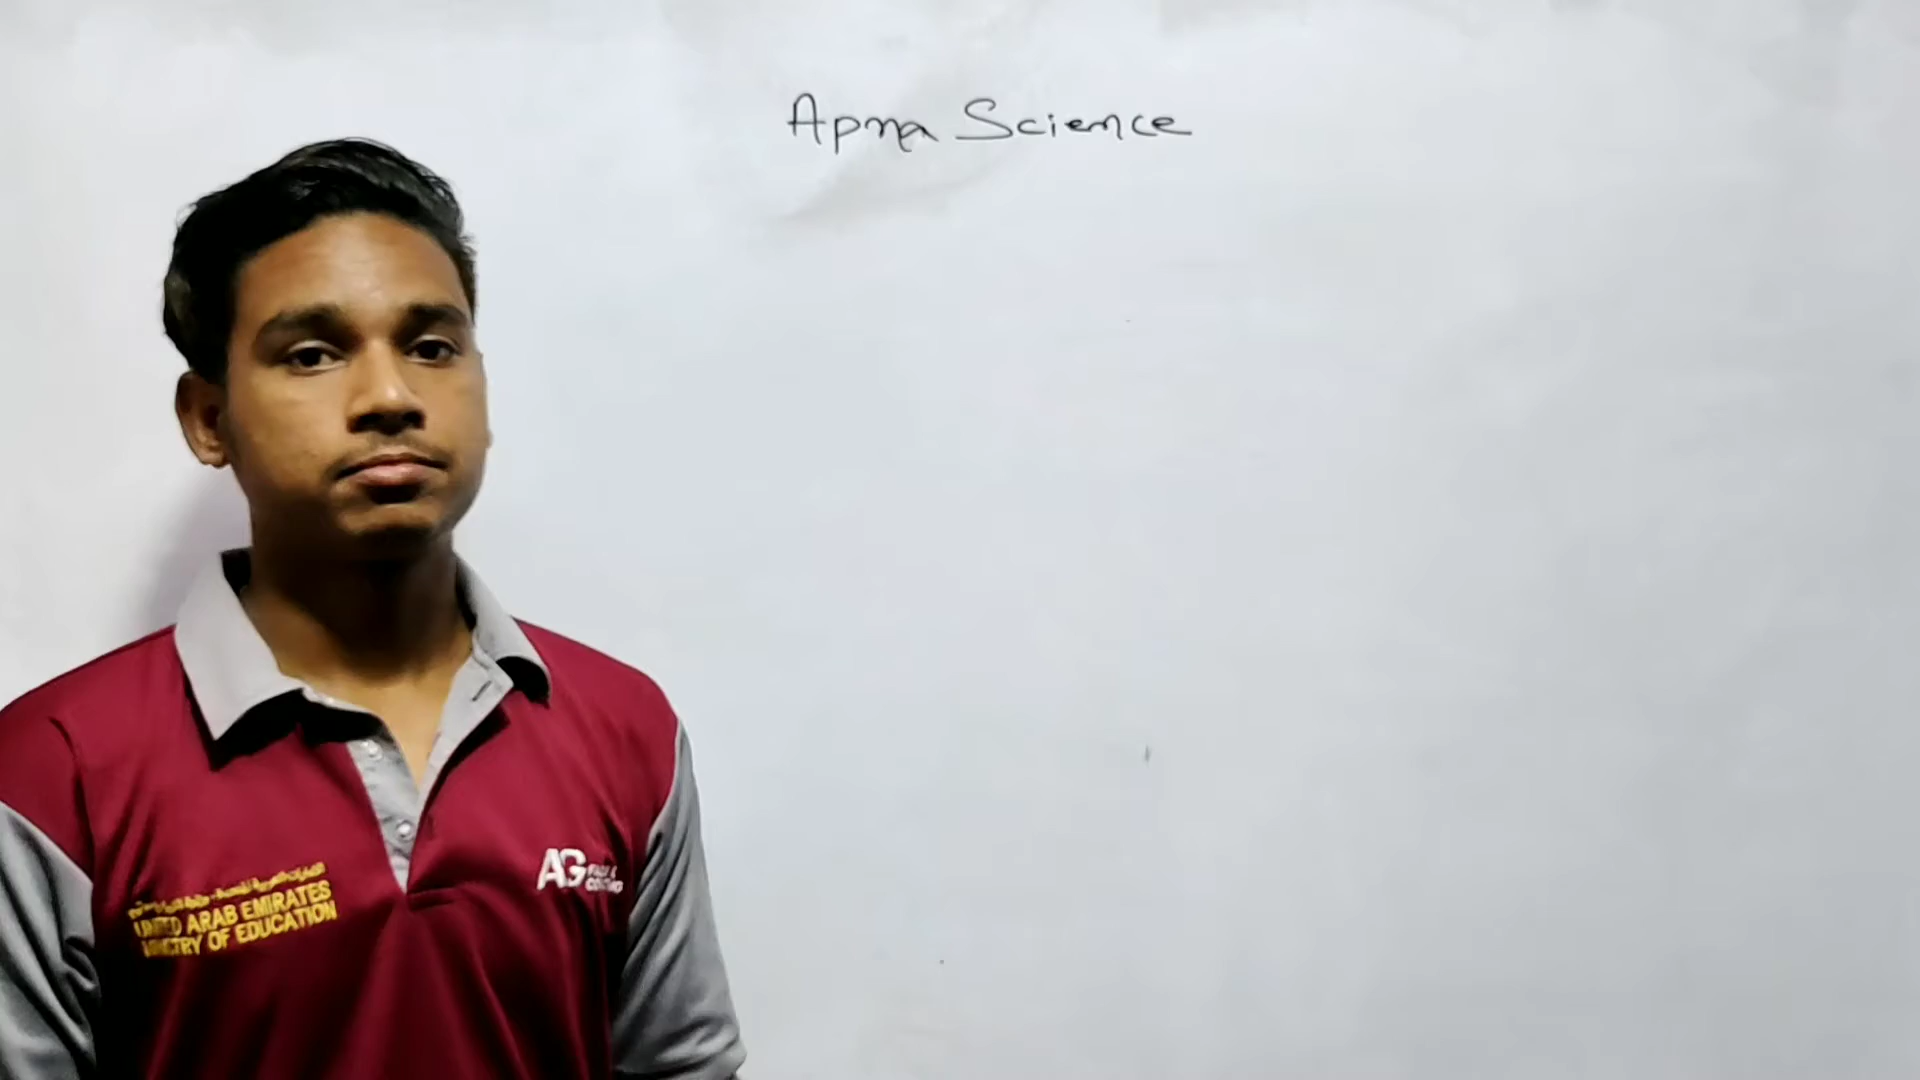 Apna Science
AG
UNITED ARAB EMIRATES
MINISTRY OF EDUCATION